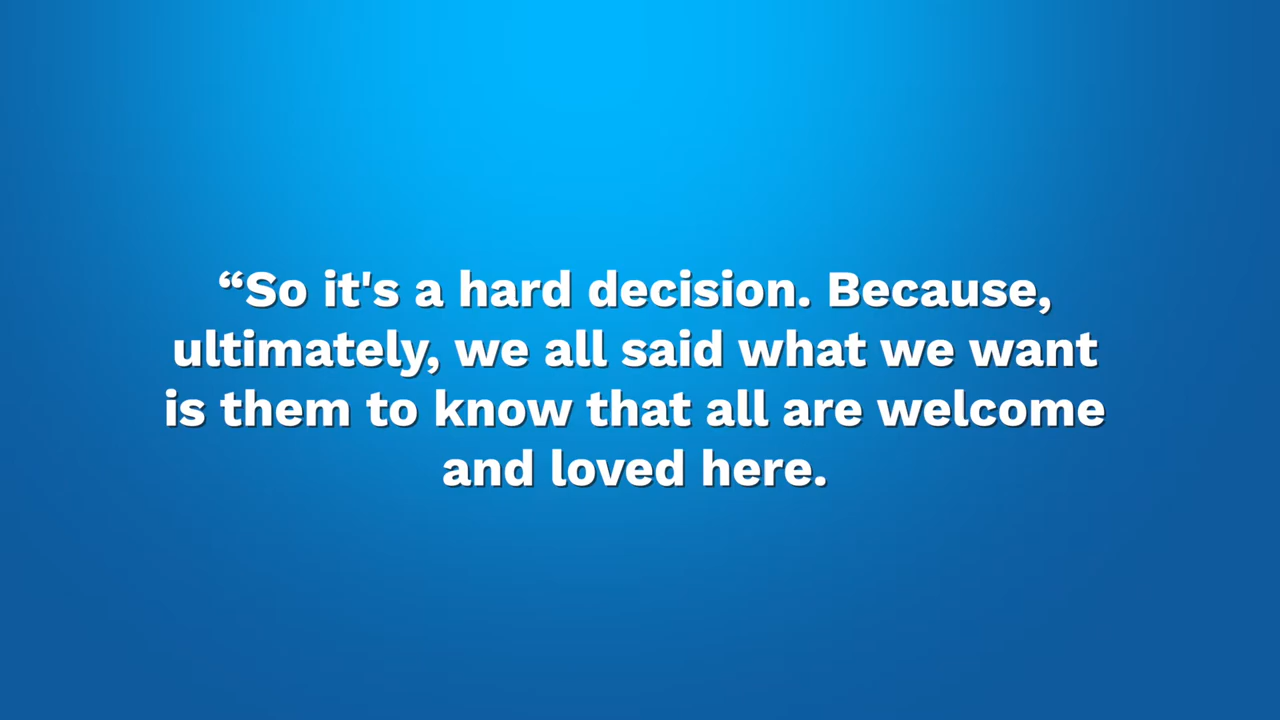 “So it's a hard decision. Because,
ultimately, we all said what we want
is them to know that all are welcome
and loved here.